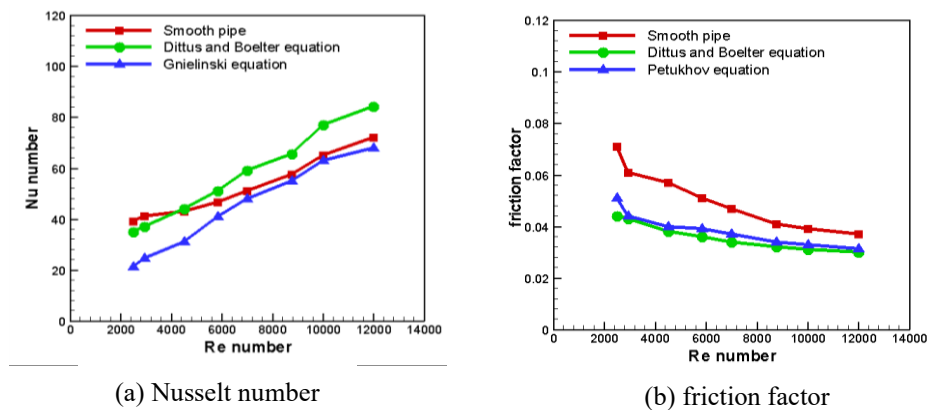 120
100
80
60
40
20
0
Nu number
Smooth pipe
Dittus and Boelter equation
Gnielinski equation
0 2000 4000 6000 8000 10000 12000 14000
Re number
(a) Nusselt number
0.12
0.1
0.08
0.06
0.04
0.02
0
friction factor
Smooth pipe
Dittus and Boelter equation
Petukhov equation
0 2000 4000 6000 8000 10000 12000 14000
Re number
(b) friction factor